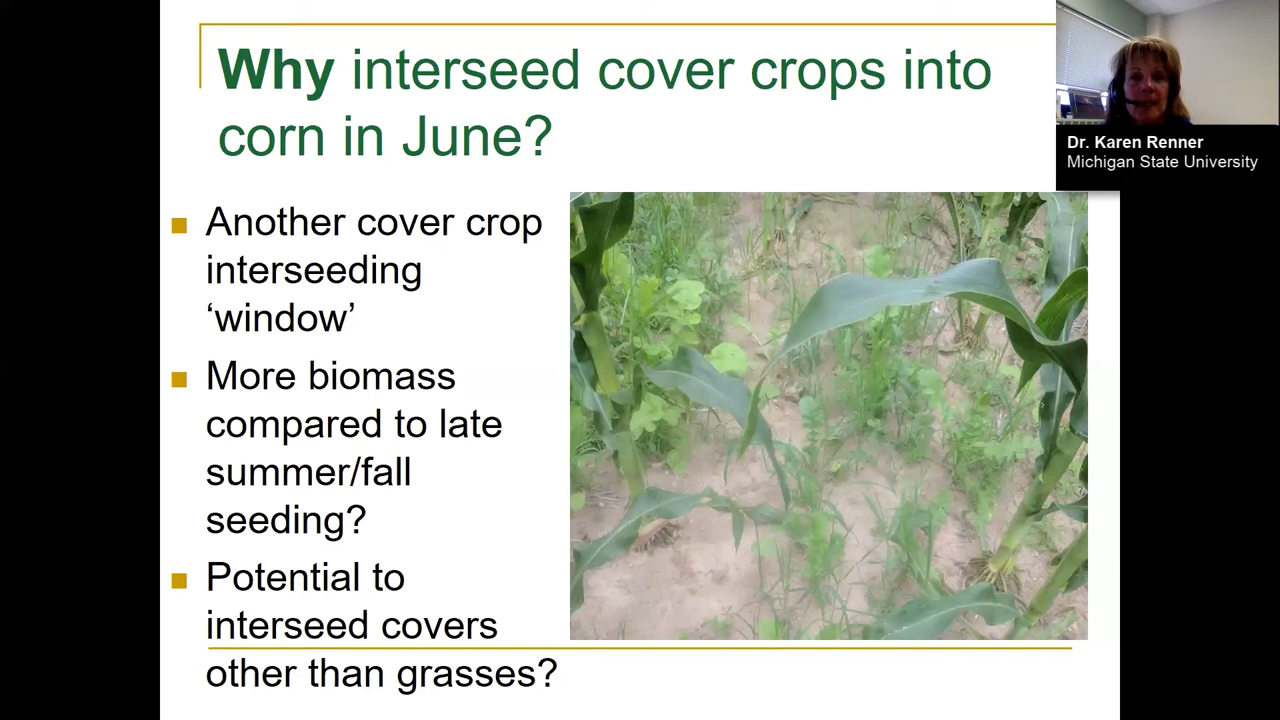 Why interseed cover crops into
corn in June?
Dr. Karen Renner
Michigan State University
Another cover crop
interseeding
‘window’
More biomass
compared to late
summer/fall
seeding?
Potential to
interseed covers
other than grasses?